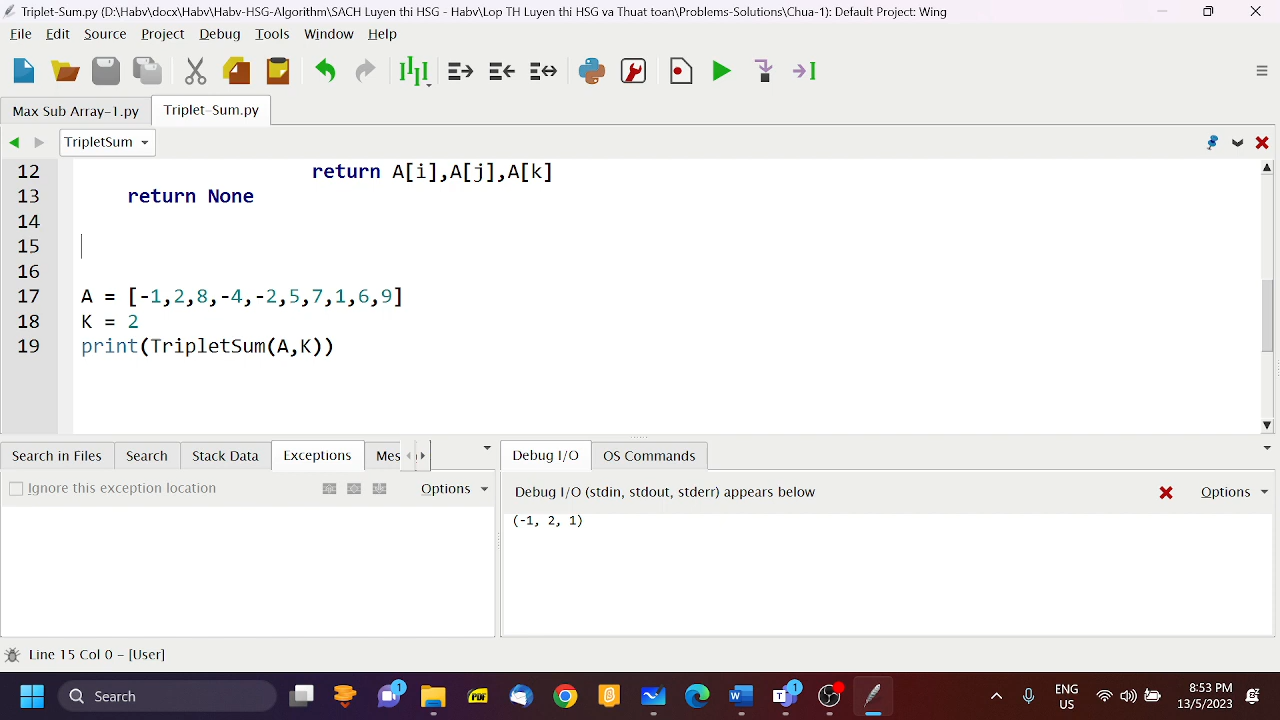 Triplet-Sum.py (D:\Habv\docx\Habv\Habv-HSG-Algorithm\SACH Luyen thi HSG - Habv\Lop TH Luyen thi HSG va Thuat toan\Problems-Solutions\Chua-1): Default Project: Wing
File Edit Source Project Debug Tools Window Help
Max Sub Array-1.py Triplet-Sum.py
TripletSum
12 return A[i],A[j],A[k]
13 return None
14
15
16
17 A = [-1,2,8,-4,-2,5,7,1,6,9]
18 K = 2
19 print(TripletSum(A,K))
Search in Files Search Stack Data Exceptions Mes Debug I/O OS Commands
Ignore this exception location Options Debug I/O (stdin, stdout, stderr) appears below Options
(-1, 2, 1)
Line 15 Col 0 – [User]
Search PDF 1 1 ENG US 8:53 PM 13/5/2023